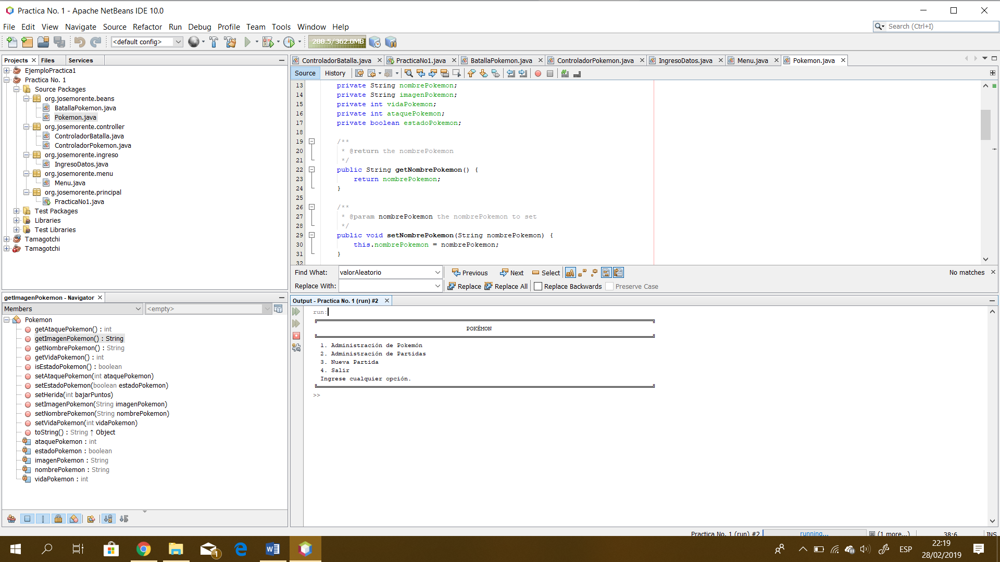 Practica No. 1 - Apache NetBeans IDE 10.0
File Edit View Navigate Source Refactor Run Debug Profile Team Tools Window Help
Search (Ctrl+I)
<default config>
288.5/362.0MB
Projects Files Services
EjemploPractica1
Practica No. 1
Source Packages
org.josemorente.beans
BatallaPokemon.java
Pokemon.java
org.josemorente.controller
ControladorBatalla.java
ControladorPokemon.java
org.josemorente.ingreso
IngresoDatos.java
org.josemorente.menu
Menu.java
org.josemorente.principal
PracticaNo1.java
Test Packages
Libraries
Test Libraries
Tamagotchi
Tamagotchi
getImagenPokemon - Navigator
Members
<empty>
Pokemon
getAtaquePokemon() : int
getImagenPokemon() : String
getNombrePokemon() : String
getVidaPokemon() : int
isEstadoPokemon() : boolean
setAtaquePokemon(int ataquePokemon)
setEstadoPokemon(boolean estadoPokemon)
setHerida(int bajarPuntos)
setImagenPokemon(String imagenPokemon)
setNombrePokemon(String nombrePokemon)
setVidaPokemon(int vidaPokemon)
toString() : String ↑ Object
ataquePokemon : int
estadoPokemon : boolean
imagenPokemon : String
nombrePokemon : String
vidaPokemon : int
ControladorBatalla.java PracticaNo1.java BatallaPokemon.java ControladorPokemon.java IngresoDatos.java Menu.java Pokemon.java
Source History
13 private String nombrePokemon;
14 private String imagenPokemon;
15 private int vidaPokemon;
16 private int ataquePokemon;
17 private boolean estadoPokemon;
18
19 /**
20 * @return the nombrePokemon
21 */
22 public String getNombrePokemon() {
23 return nombrePokemon;
24 }
25
26 /**
27 * @param nombrePokemon the nombrePokemon to set
28 */
29 public void setNombrePokemon(String nombrePokemon) {
30 this.nombrePokemon = nombrePokemon;
31 }
32
Find What: valorAleatorio Previous Next Select aA No matches
Replace With: Replace Replace All Replace Backwards Preserve Case
Output - Practica No. 1 (run) #2
run:
POKÉMON
1. Administración de Pokemón
2. Administración de Partidas
3. Nueva Partida
4. Salir
Ingrese cualquier opción.
>>
Practica No. 1 (run) #2 running... (1 more...) 38:6 INS
1
ESP
22:19
28/02/2019